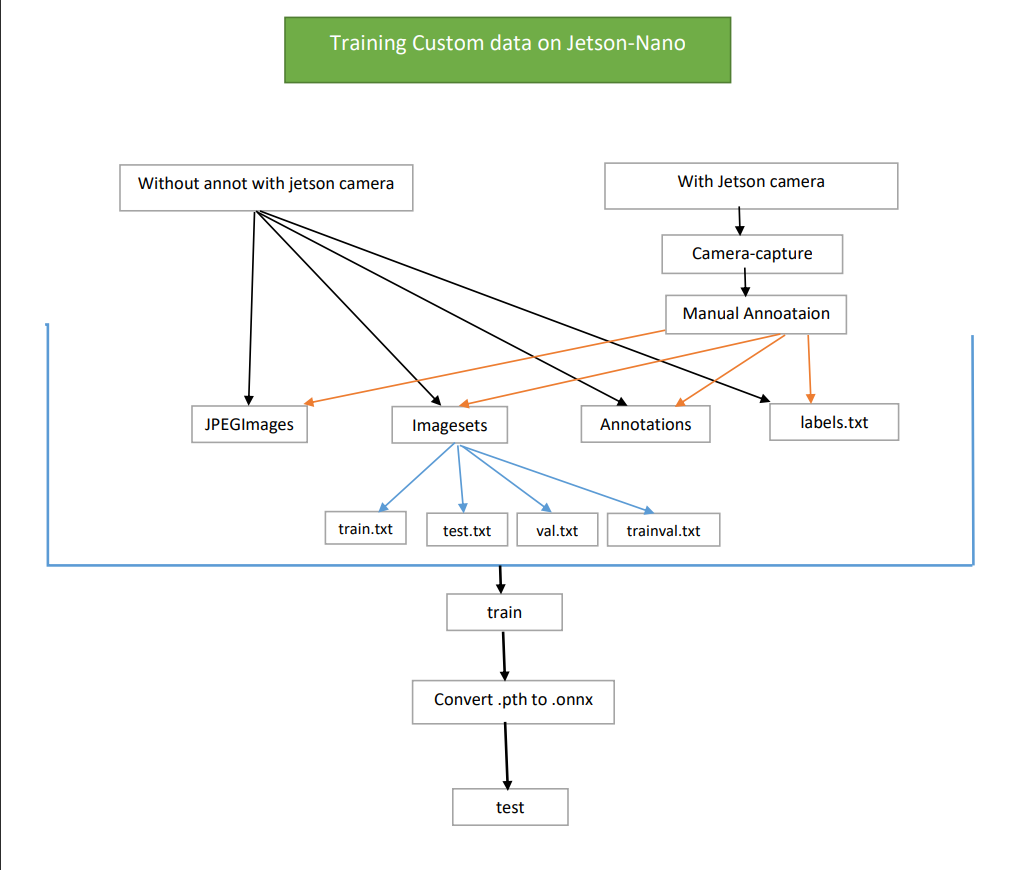 Training Custom data on Jetson-Nano
Without annot with jetson camera
With Jetson camera
Camera-capture
Manual Annoataion
JPEGImages
Imagesets
Annotations
labels.txt
train.txt
test.txt
val.txt
trainval.txt
train
Convert .pth to .onnx
test